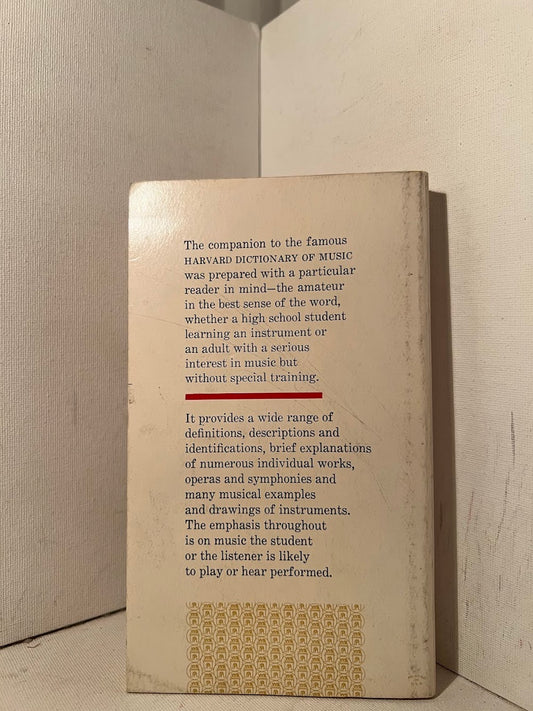 The companion to the famous
HARVARD DICTIONARY OF MUSIC
was prepared with a particular
reader in mind—the amateur
in the best sense of the word,
whether a high school student
learning an instrument or
an adult with a serious
interest in music but
without special training.
It provides a wide range of
definitions, descriptions and
identifications, brief explanations
of numerous individual works,
operas and symphonies and
many musical examples
and drawings of instruments.
The emphasis throughout
is on music the student
or the listener is likely
to play or hear performed.